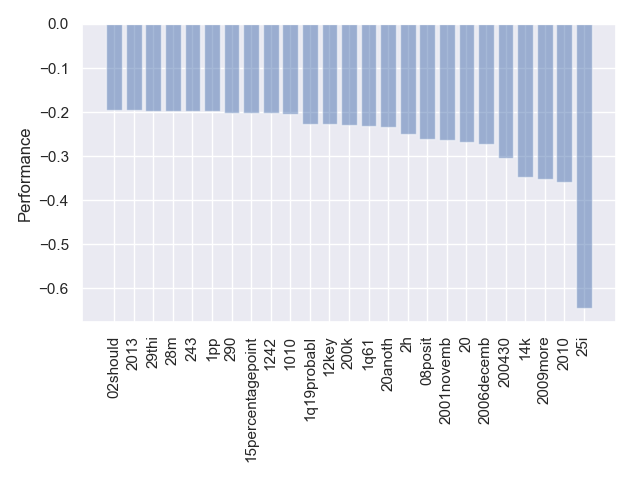 0.0
−0.1
−0.2
−0.3
−0.4
−0.5
−0.6
Performance
02should
2013
29thi
28m
243
1pp
290
15percentagepoint
1242
1010
1q19probabl
12key
200k
1q61
20anoth
2h
08posit
2001novemb
20
2006decemb
200430
14k
2009more
2010
25i